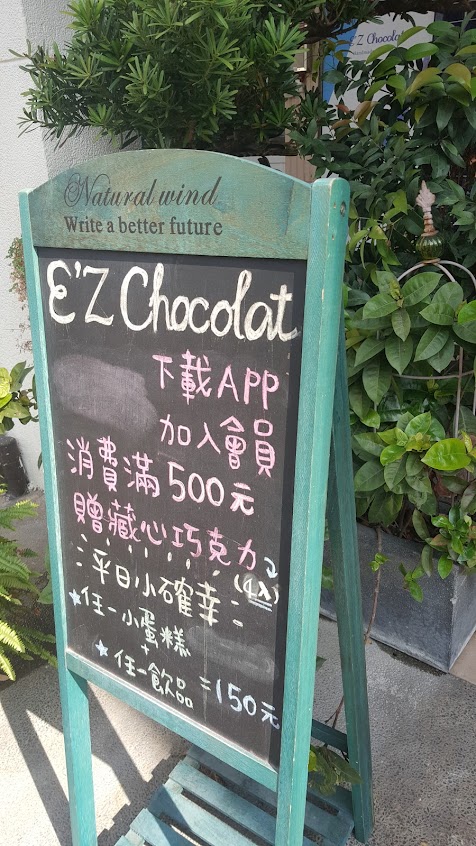 E'Z Chocolat
Natural wind
Write a better future
E'Z Chocolat
下載APP
加入會員
消費滿500元
贈藏心巧克力
(4入)
平日小確幸
任一小蛋糕
+
任一飲品=150元